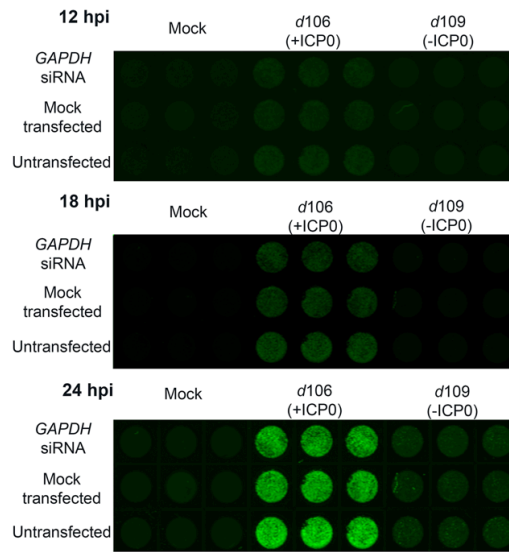 12 hpi
Mock
d106
(+ICP0)
d109
(-ICP0)
GAPDH
siRNA
Mock
transfected
Untransfected
18 hpi
Mock
d106
(+ICP0)
d109
(-ICP0)
GAPDH
siRNA
Mock
transfected
Untransfected
24 hpi
Mock
d106
(+ICP0)
d109
(-ICP0)
GAPDH
siRNA
Mock
transfected
Untransfected